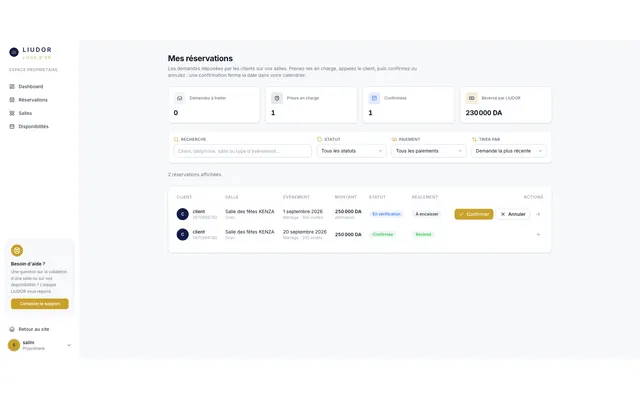 LIUDOR
ESPACE PROPRIÉTAIRE
Dashboard
Réservations
Salles
Disponibilités
Besoin d'aide ?
Une question sur la validation
d'une salle ou sur vos
disponibilités ? L'équipe
LIUDOR vous répond.
Contacter le support
Retour au site
S salim
Propriétaire
Mes réservations
Les demandes déposées par les clients sur vos salles. Prenez-les en charge, appelez le client, puis confirmez ou
annulez : une confirmation ferme la date dans votre calendrier.
Demandes à traiter
0
Prises en charge
1
Confirmées
1
Reversé par LIUDOR
230 000 DA
RECHERCHE
Client, téléphone, salle ou type d'événement…
STATUT
Tous les statuts
PAIEMENT
Tous les paiements
TRIER PAR
Demande la plus récente
2 réservations affichées.
CLIENT SALLE ÉVÉNEMENT MONTANT STATUT RÈGLEMENT ACTIONS
C client Salle des fêtes KENZA 1 septembre 2026 250 000 DA En vérification À encaisser Confirmer Annuler
Mariage
C client Salle des fêtes KENZA 20 septembre 2026 250 000 DA Confirmée Reversé
Mariage